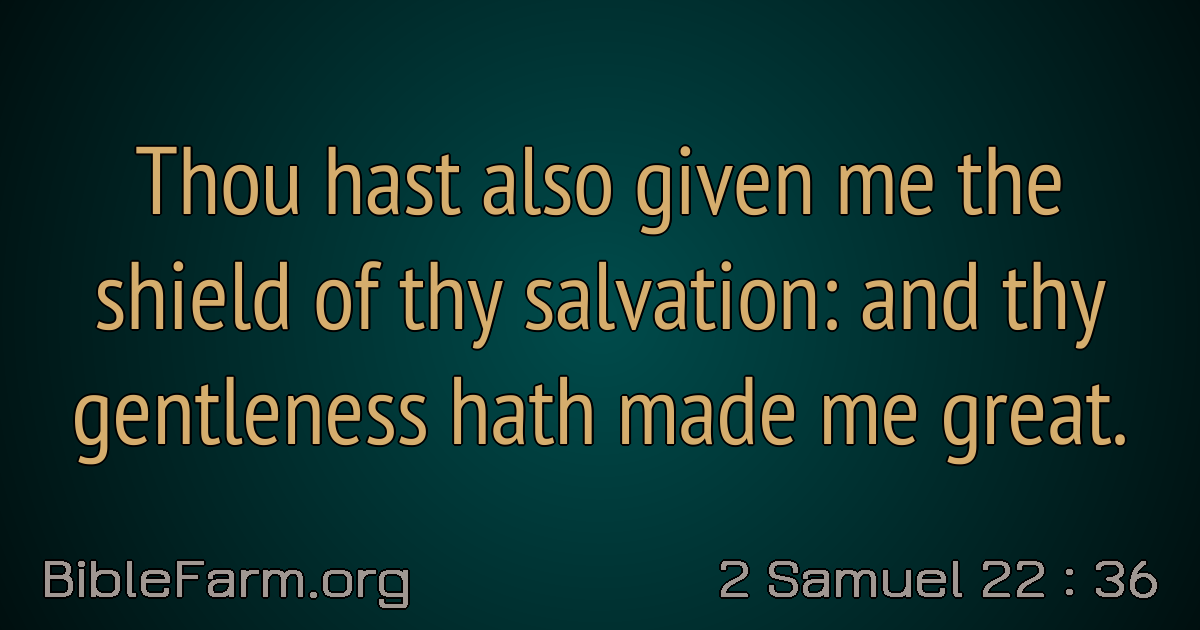 Thou hast also given me the
shield of thy salvation: and thy
gentleness hath made me great.
BibleFarm.org
2 Samuel 22 : 36